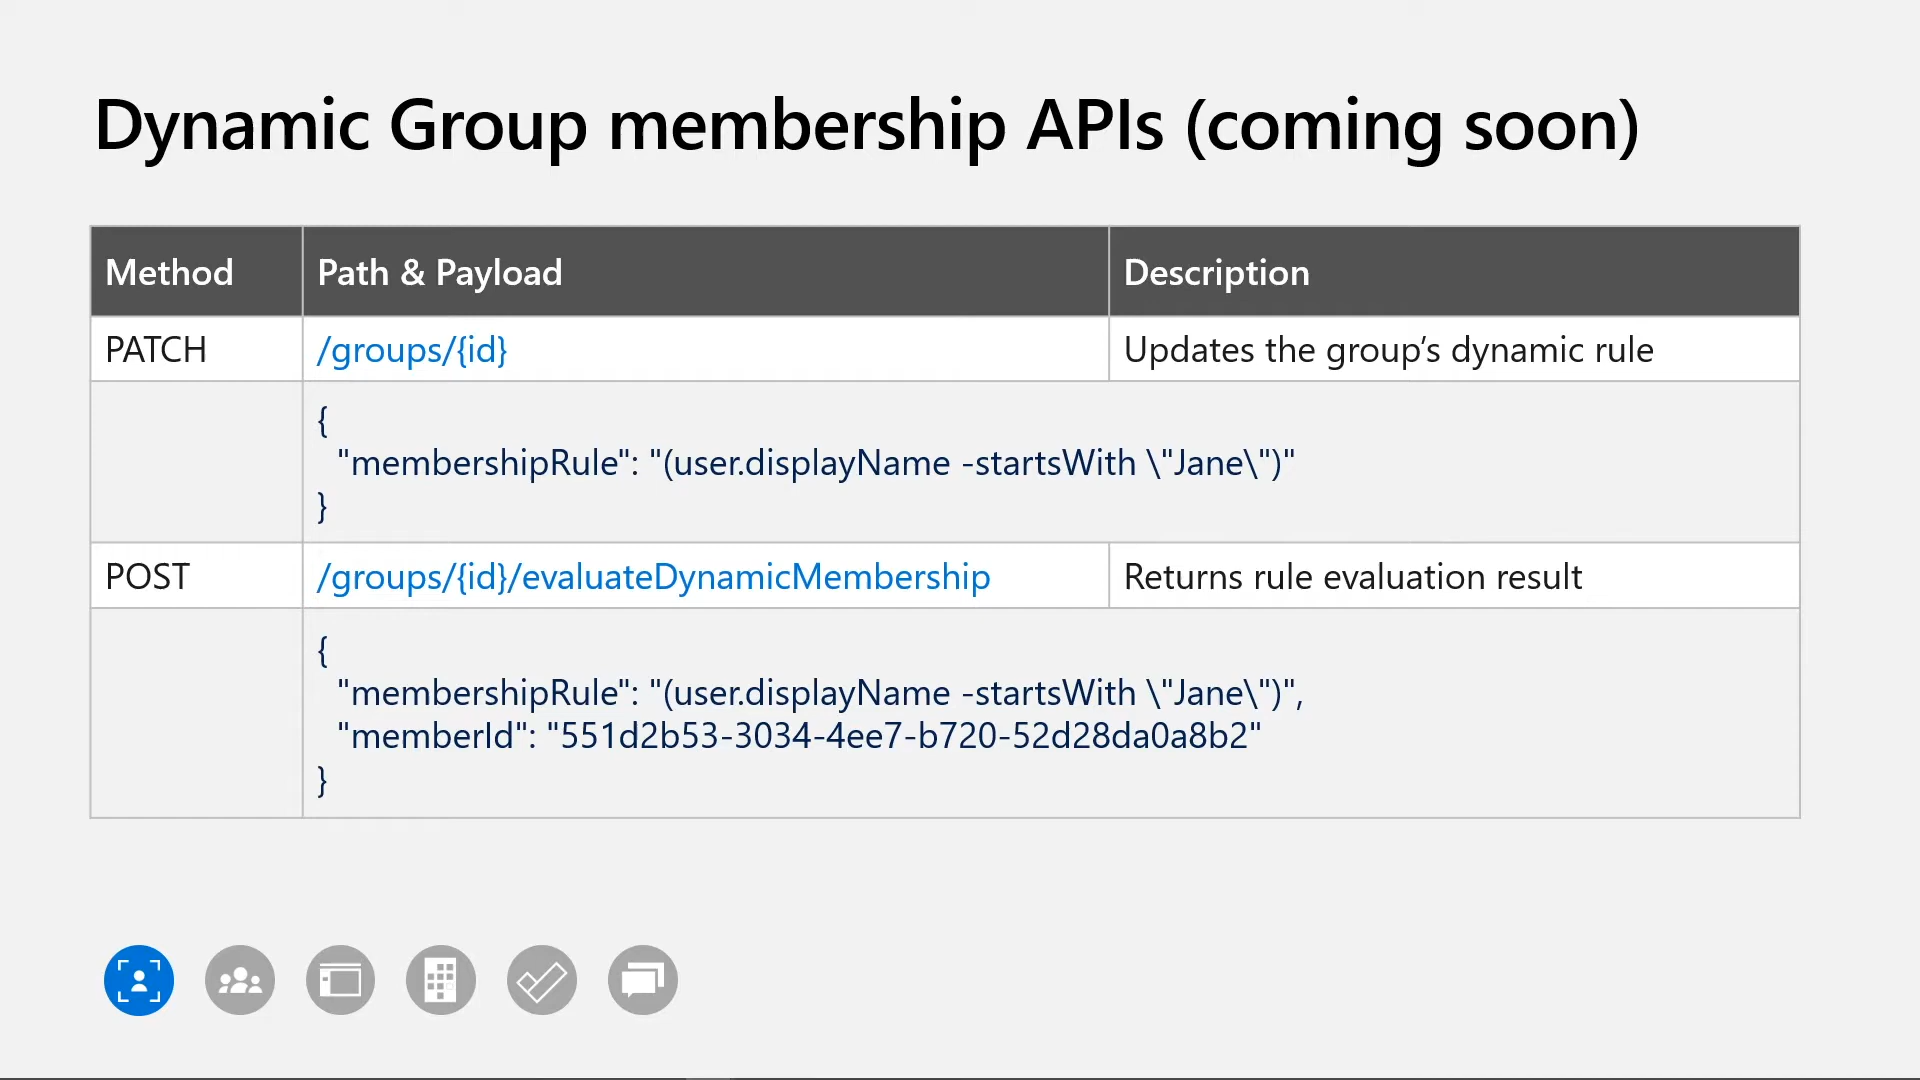 Dynamic Group membership APIs (coming soon)
Method Path & Payload Description
PATCH /groups/{id} Updates the group‘s dynamic rule
{
"membershipRule": "(user.displayName -startsWith \"Jane\")"
}
POST /groups/{id}/evaluateDynamicMembership Returns rule evaluation result
{
"membershipRule": "(user.displayName -startsWith \"Jane\")",
"memberId": "551d2b53-3034-4ee7-b720-52d28da0a8b2"
}